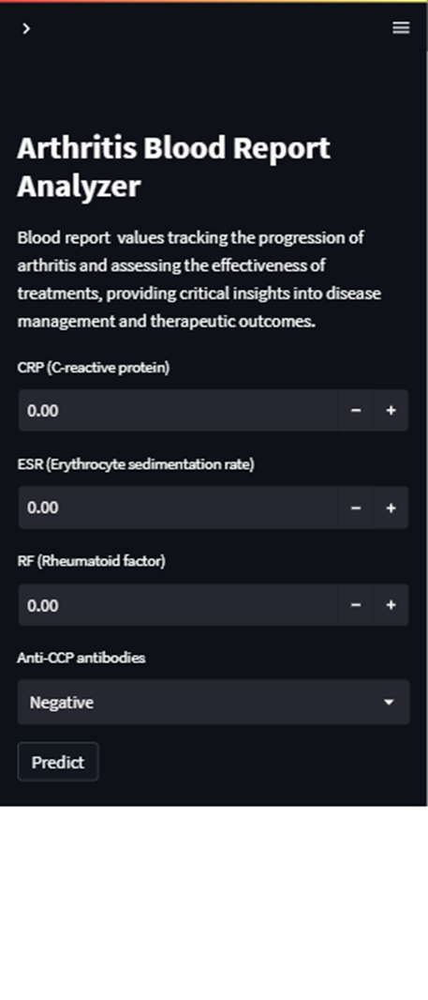 Arthritis Blood Report
Analyzer
Blood report  values tracking the progression of
arthritis and assessing the effectiveness of
treatments, providing critical insights into disease
management and therapeutic outcomes.
CRP (C-reactive protein)
0.00 − +
ESR (Erythrocyte sedimentation rate)
0.00 − +
RF (Rheumatoid factor)
0.00 − +
Anti-CCP antibodies
Negative
Predict